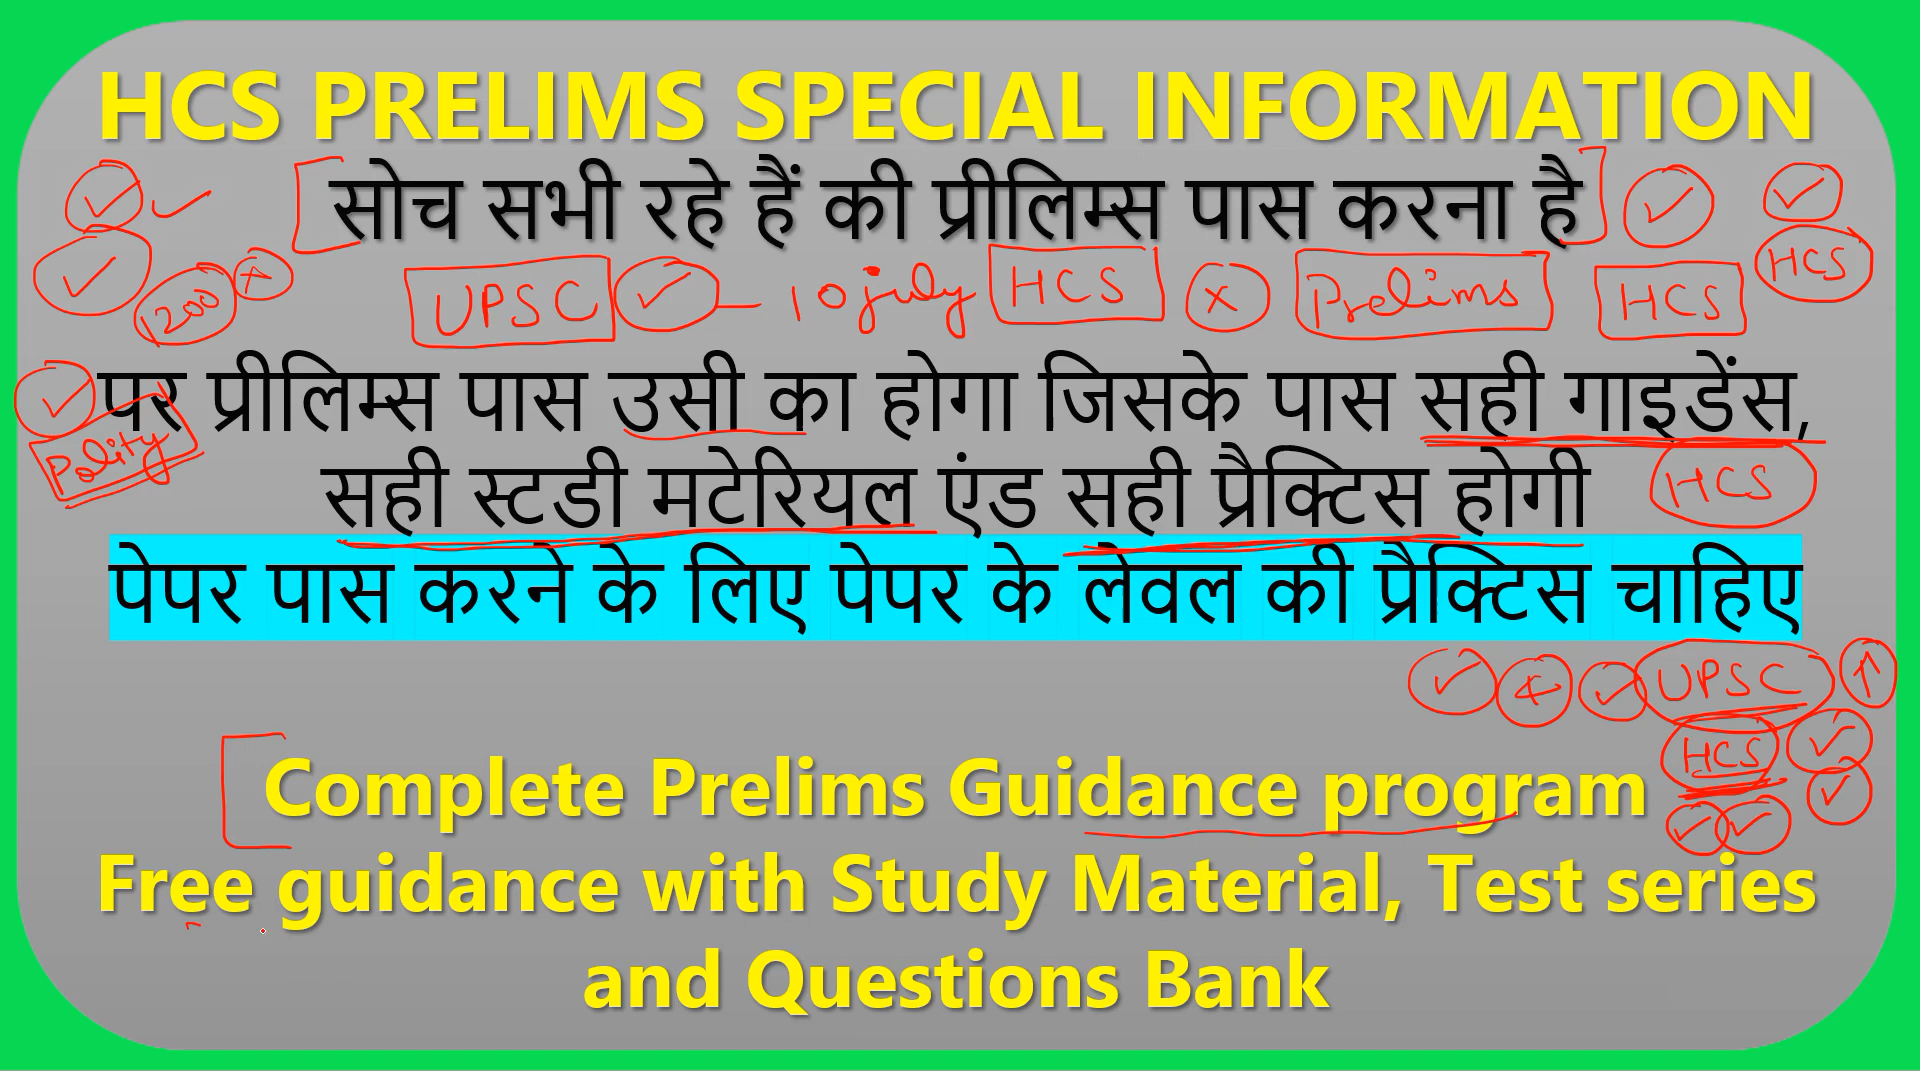 HCS PRELIMS SPECIAL INFORMATION
सोच सभी रहे हैं की प्रीलिम्स पास करना है
HCS
1200
UPSC 10 july HCS Prelims HCS
पर प्रीलिम्स पास उसी का होगा जिसके पास सही गाइडेंस,
Polity
सही स्टडी मटेरियल एंड सही प्रैक्टिस होगी
HCS
पेपर पास करने के लिए पेपर के लेवल की प्रैक्टिस चाहिए
UPSC
HCS
Complete Prelims Guidance program
Free guidance with Study Material, Test series
and Questions Bank